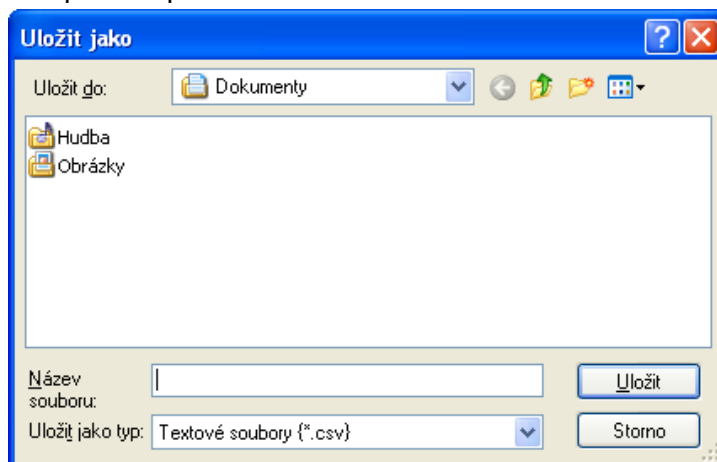 Uložit jako
Uložit do: Dokumenty
Hudba
Obrázky
Název souboru:
Uložit
Uložit jako typ: Textové soubory {*.csv}
Storno